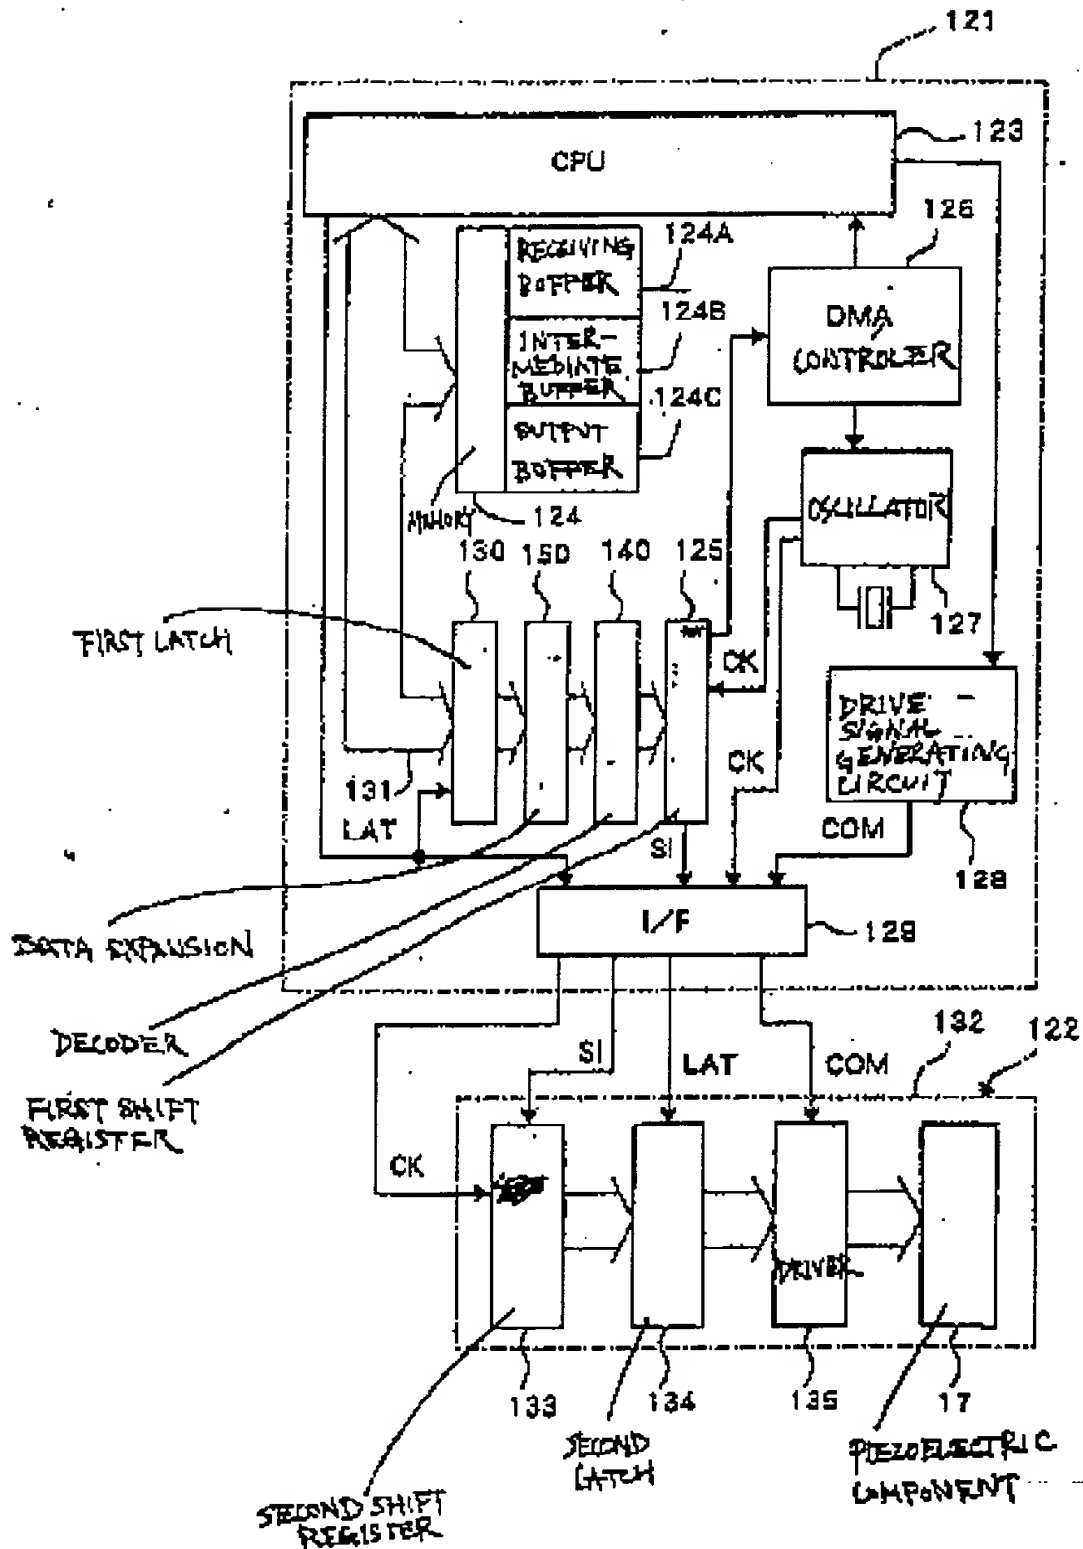 121
CPU
123
RECEIVING
BOFFER
124A
INTER-
MEDIATE
BUFFER
124B
OUTPUT
BOFFER
124C
DMA
CONTROLER
126
MEMORY
124
OSCILLATOR
127
130
150
140
125
FIRST LATCH
CK
CK
131
LAT
SI
DRIVE
SIGNAL
GENERATING
CIRCUIT
COM
128
I/F
129
DATA EXPANSION
DECODER
FIRST SHIFT
REGISTER
SI
LAT
COM
132
122
CK
DRIVER
133
134
135
17
SECOND SHIFT
REGISTER
SECOND
LATCH
PIEZOELECTRIC
COMPONENT